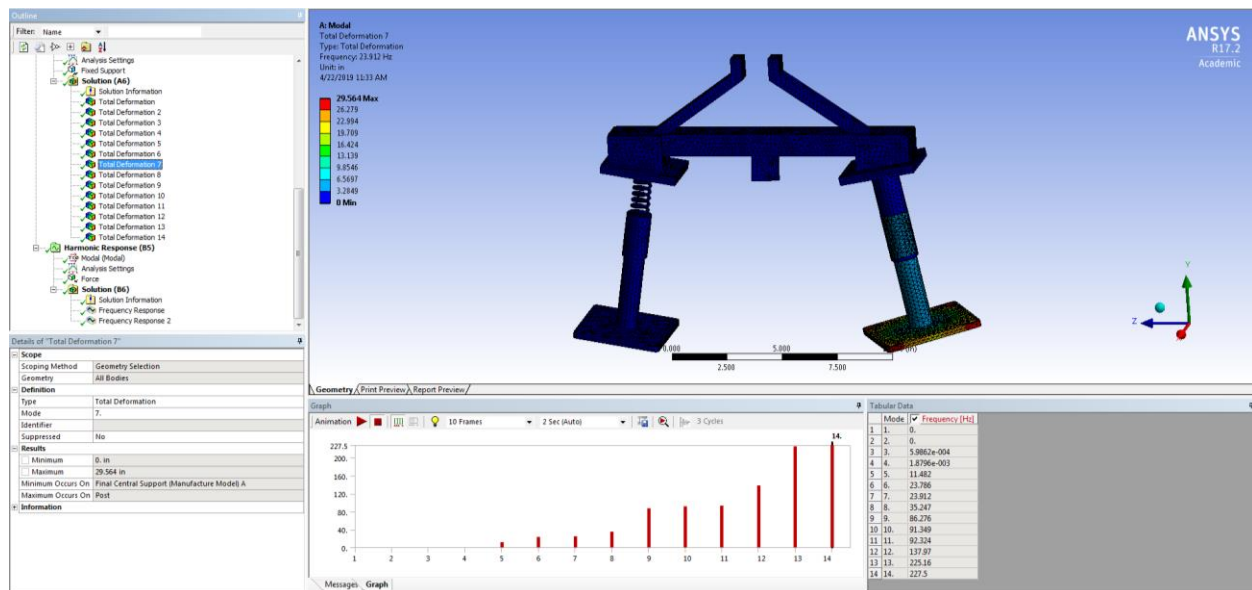 Outline
Filter: Name
Analysis Settings
Fixed Support
Solution (A6)
Solution Information
Total Deformation
Total Deformation 2
Total Deformation 3
Total Deformation 4
Total Deformation 5
Total Deformation 6
Total Deformation 7
Total Deformation 8
Total Deformation 9
Total Deformation 10
Total Deformation 11
Total Deformation 12
Total Deformation 13
Total Deformation 14
Harmonic Response (B5)
Modal (Modal)
Analysis Settings
Force
Solution (B6)
Solution Information
Frequency Response
Frequency Response 2
Details of "Total Deformation 7"
Scope
Scoping Method Geometry Selection
Geometry All Bodies
Definition
Type Total Deformation
Mode 7.
Identifier
Suppressed No
Results
Minimum 0. in
Maximum 29.564 in
Minimum Occurs On Final Central Support (Manufacture Model) A
Maximum Occurs On Post
Information
A: Modal
Total Deformation 7
Type: Total Deformation
Frequency: 23.912 Hz
Unit: in
4/22/2019 11:33 AM
29.564 Max
26.279
22.994
19.709
16.424
13.139
9.8546
6.5697
3.2849
0 Min
ANSYS
R17.2
Academic
Y
Z
0.000 5.000 (in)
2.500 7.500
Geometry Print Preview Report Preview
Graph
Animation 10 Frames 2 Sec (Auto) 3 Cycles
14.
227.5
200.
160.
120.
80.
40.
0.
1 2 3 4 5 6 7 8 9 10 11 12 13 14
Messages Graph
Tabular Data
Mode Frequency [Hz]
1 1. 0.
2 2. 0.
3 3. 5.9862e-004
4 4. 1.8796e-003
5 5. 11.482
6 6. 23.786
7 7. 23.912
8 8. 35.247
9 9. 86.276
10 10. 91.349
11 11. 92.324
12 12. 137.97
13 13. 225.16
14 14. 227.5